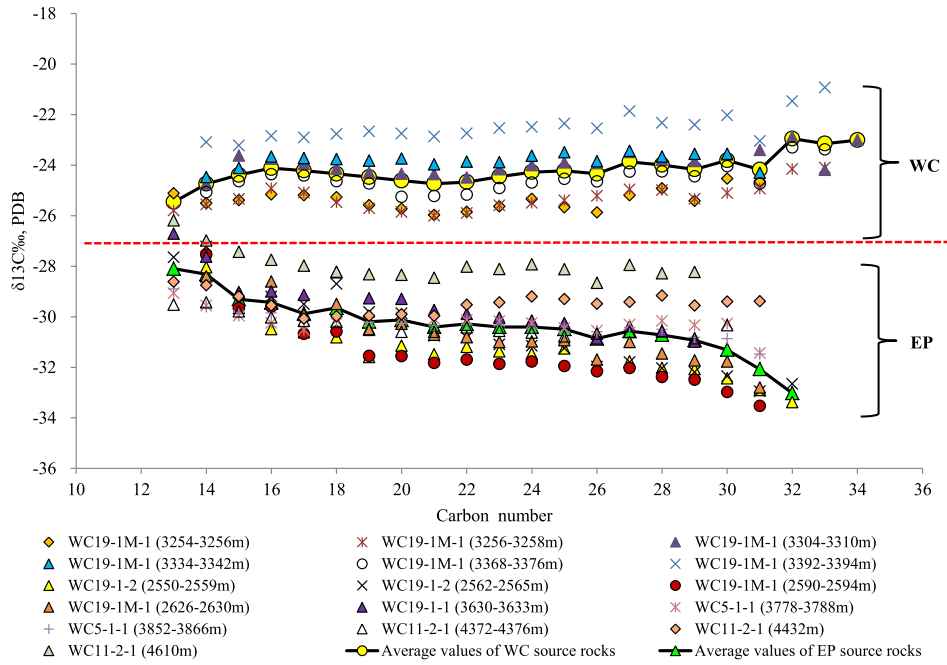 -18
-20
-22
-24
-26
-28
-30
-32
-34
-36
δ13C‰, PDB
WC
EP
10 12 14 16 18 20 22 24 26 28 30 32 34 36
Carbon number
WC19-1M-1 (3254-3256m) WC19-1M-1 (3256-3258m) WC19-1M-1 (3304-3310m)
WC19-1M-1 (3334-3342m) WC19-1M-1 (3368-3376m) WC19-1M-1 (3392-3394m)
WC19-1-2 (2550-2559m) WC19-1-2 (2562-2565m) WC19-1M-1 (2590-2594m)
WC19-1M-1 (2626-2630m) WC19-1-1 (3630-3633m) WC5-1-1 (3778-3788m)
WC5-1-1 (3852-3866m) WC11-2-1 (4372-4376m) WC11-2-1 (4432m)
WC11-2-1 (4610m) Average values of WC source rocks Average values of EP source rocks